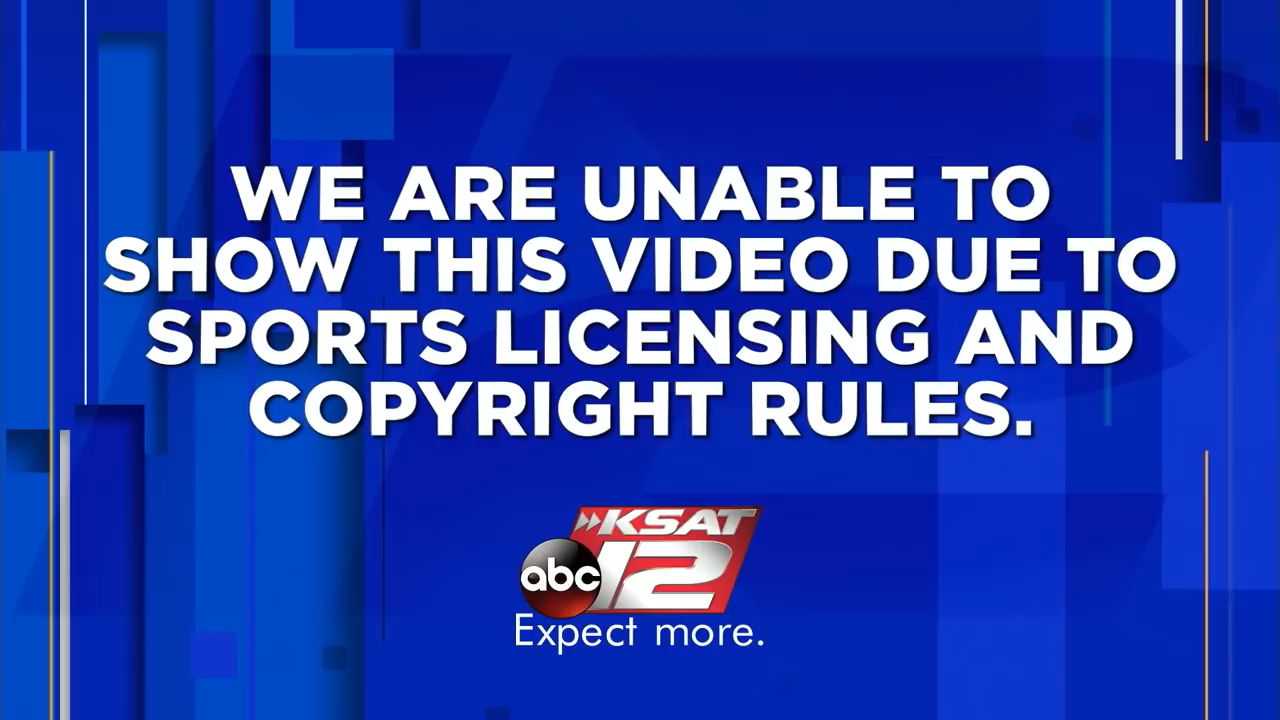 WE ARE UNABLE TO
SHOW THIS VIDEO DUE TO
SPORTS LICENSING AND
COPYRIGHT RULES.
KSAT
abc 12
Expect more.